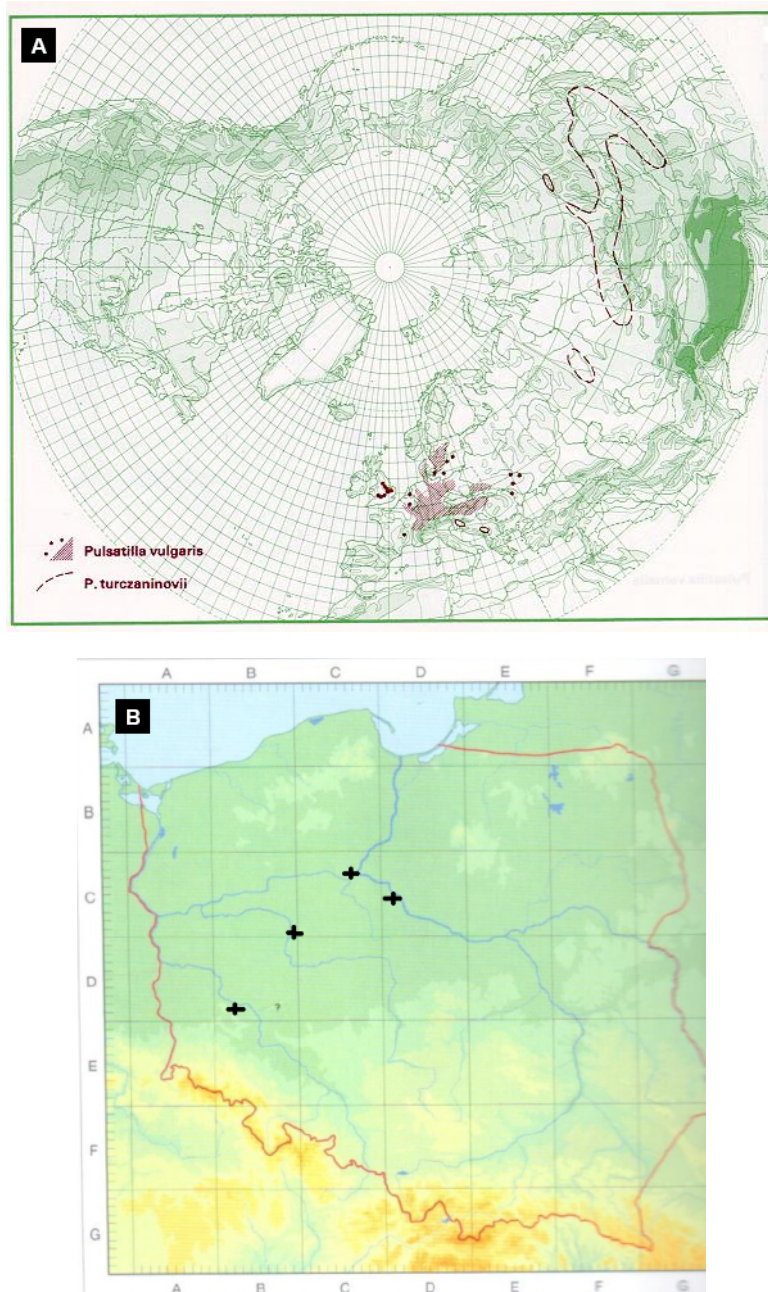 A
Pulsatilla vulgaris
P. turczaninovii
A B C D E F G
B
A
B
C
D
E
F
G
?
A B C D E F G